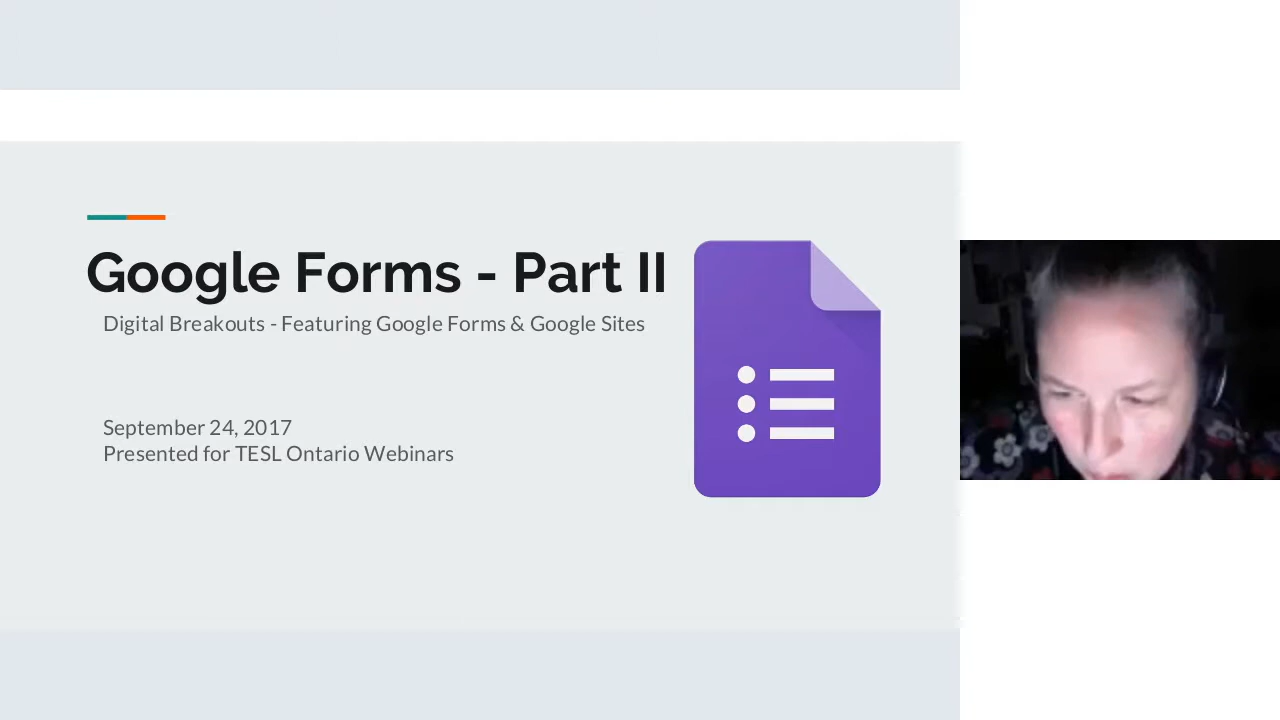 Google Forms - Part II
Digital Breakouts - Featuring Google Forms & Google Sites
September 24, 2017
Presented for TESL Ontario Webinars